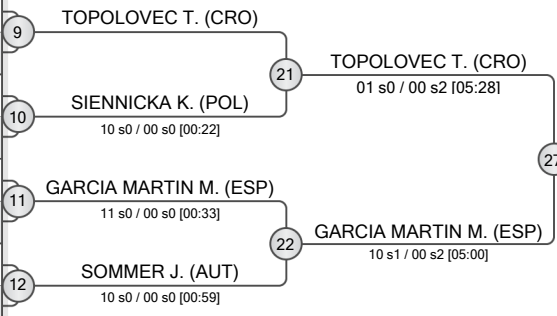 TOPOLOVEC T. (CRO)
9
21
TOPOLOVEC T. (CRO)
01 s0 / 00 s2 [05:28]
SIENNICKA K. (POL)
10
10 s0 / 00 s0 [00:22]
27
GARCIA MARTIN M. (ESP)
11
11 s0 / 00 s0 [00:33]
22
GARCIA MARTIN M. (ESP)
10 s1 / 00 s2 [05:00]
SOMMER J. (AUT)
12
10 s0 / 00 s0 [00:59]